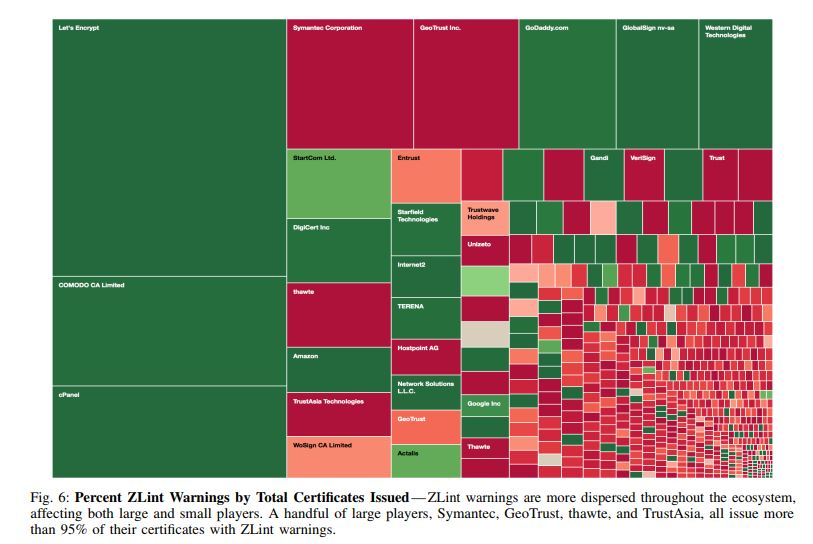 Let's Encrypt
Symantec Corporation
GeoTrust Inc.
GoDaddy.com
GlobalSign nv-sa
Western Digital
Technologies
StartCom Ltd.
Entrust
Gandi
VeriSign
Trust
DigiCert Inc
Starfield
Technologies
Trustwave
Holdings
Unizeto
Internet2
COMODO CA Limited
thawte
TERENA
Amazon
Hostpoint AG
cPanel
TrustAsia Technologies
Network Solutions
L.L.C.
Google Inc
GeoTrust
WoSign CA Limited
Actalis
Thawte
Fig. 6: Percent ZLint Warnings by Total Certificates Issued — ZLint warnings are more dispersed throughout the ecosystem,
affecting both large and small players. A handful of large players, Symantec, GeoTrust, thawte, and TrustAsia, all issue more
than 95% of their certificates with ZLint warnings.